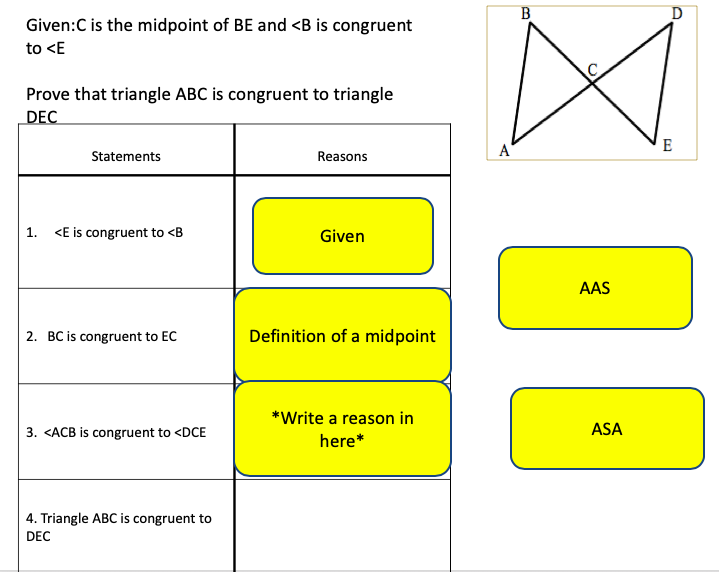 Given:C is the midpoint of BE and <B is congruent
to <E
Prove that triangle ABC is congruent to triangle
DEC
B
D
C
A
E
Statements
Reasons
1. <E is congruent to <B
Given
2. BC is congruent to EC
Definition of a midpoint
3. <ACB is congruent to <DCE
*Write a reason in
here*
4. Triangle ABC is congruent to
DEC
AAS
ASA